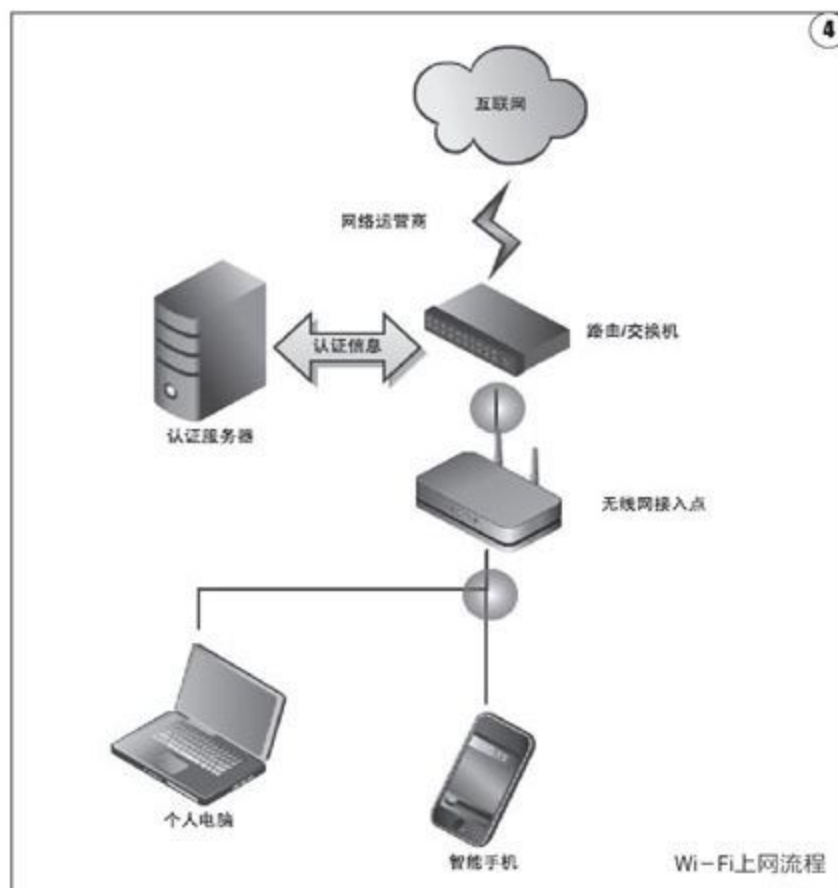 4
互联网
网络运营商
路由/交换机
认证信息
认证服务器
无线网接入点
个人电脑
智能手机
Wi-Fi上网流程